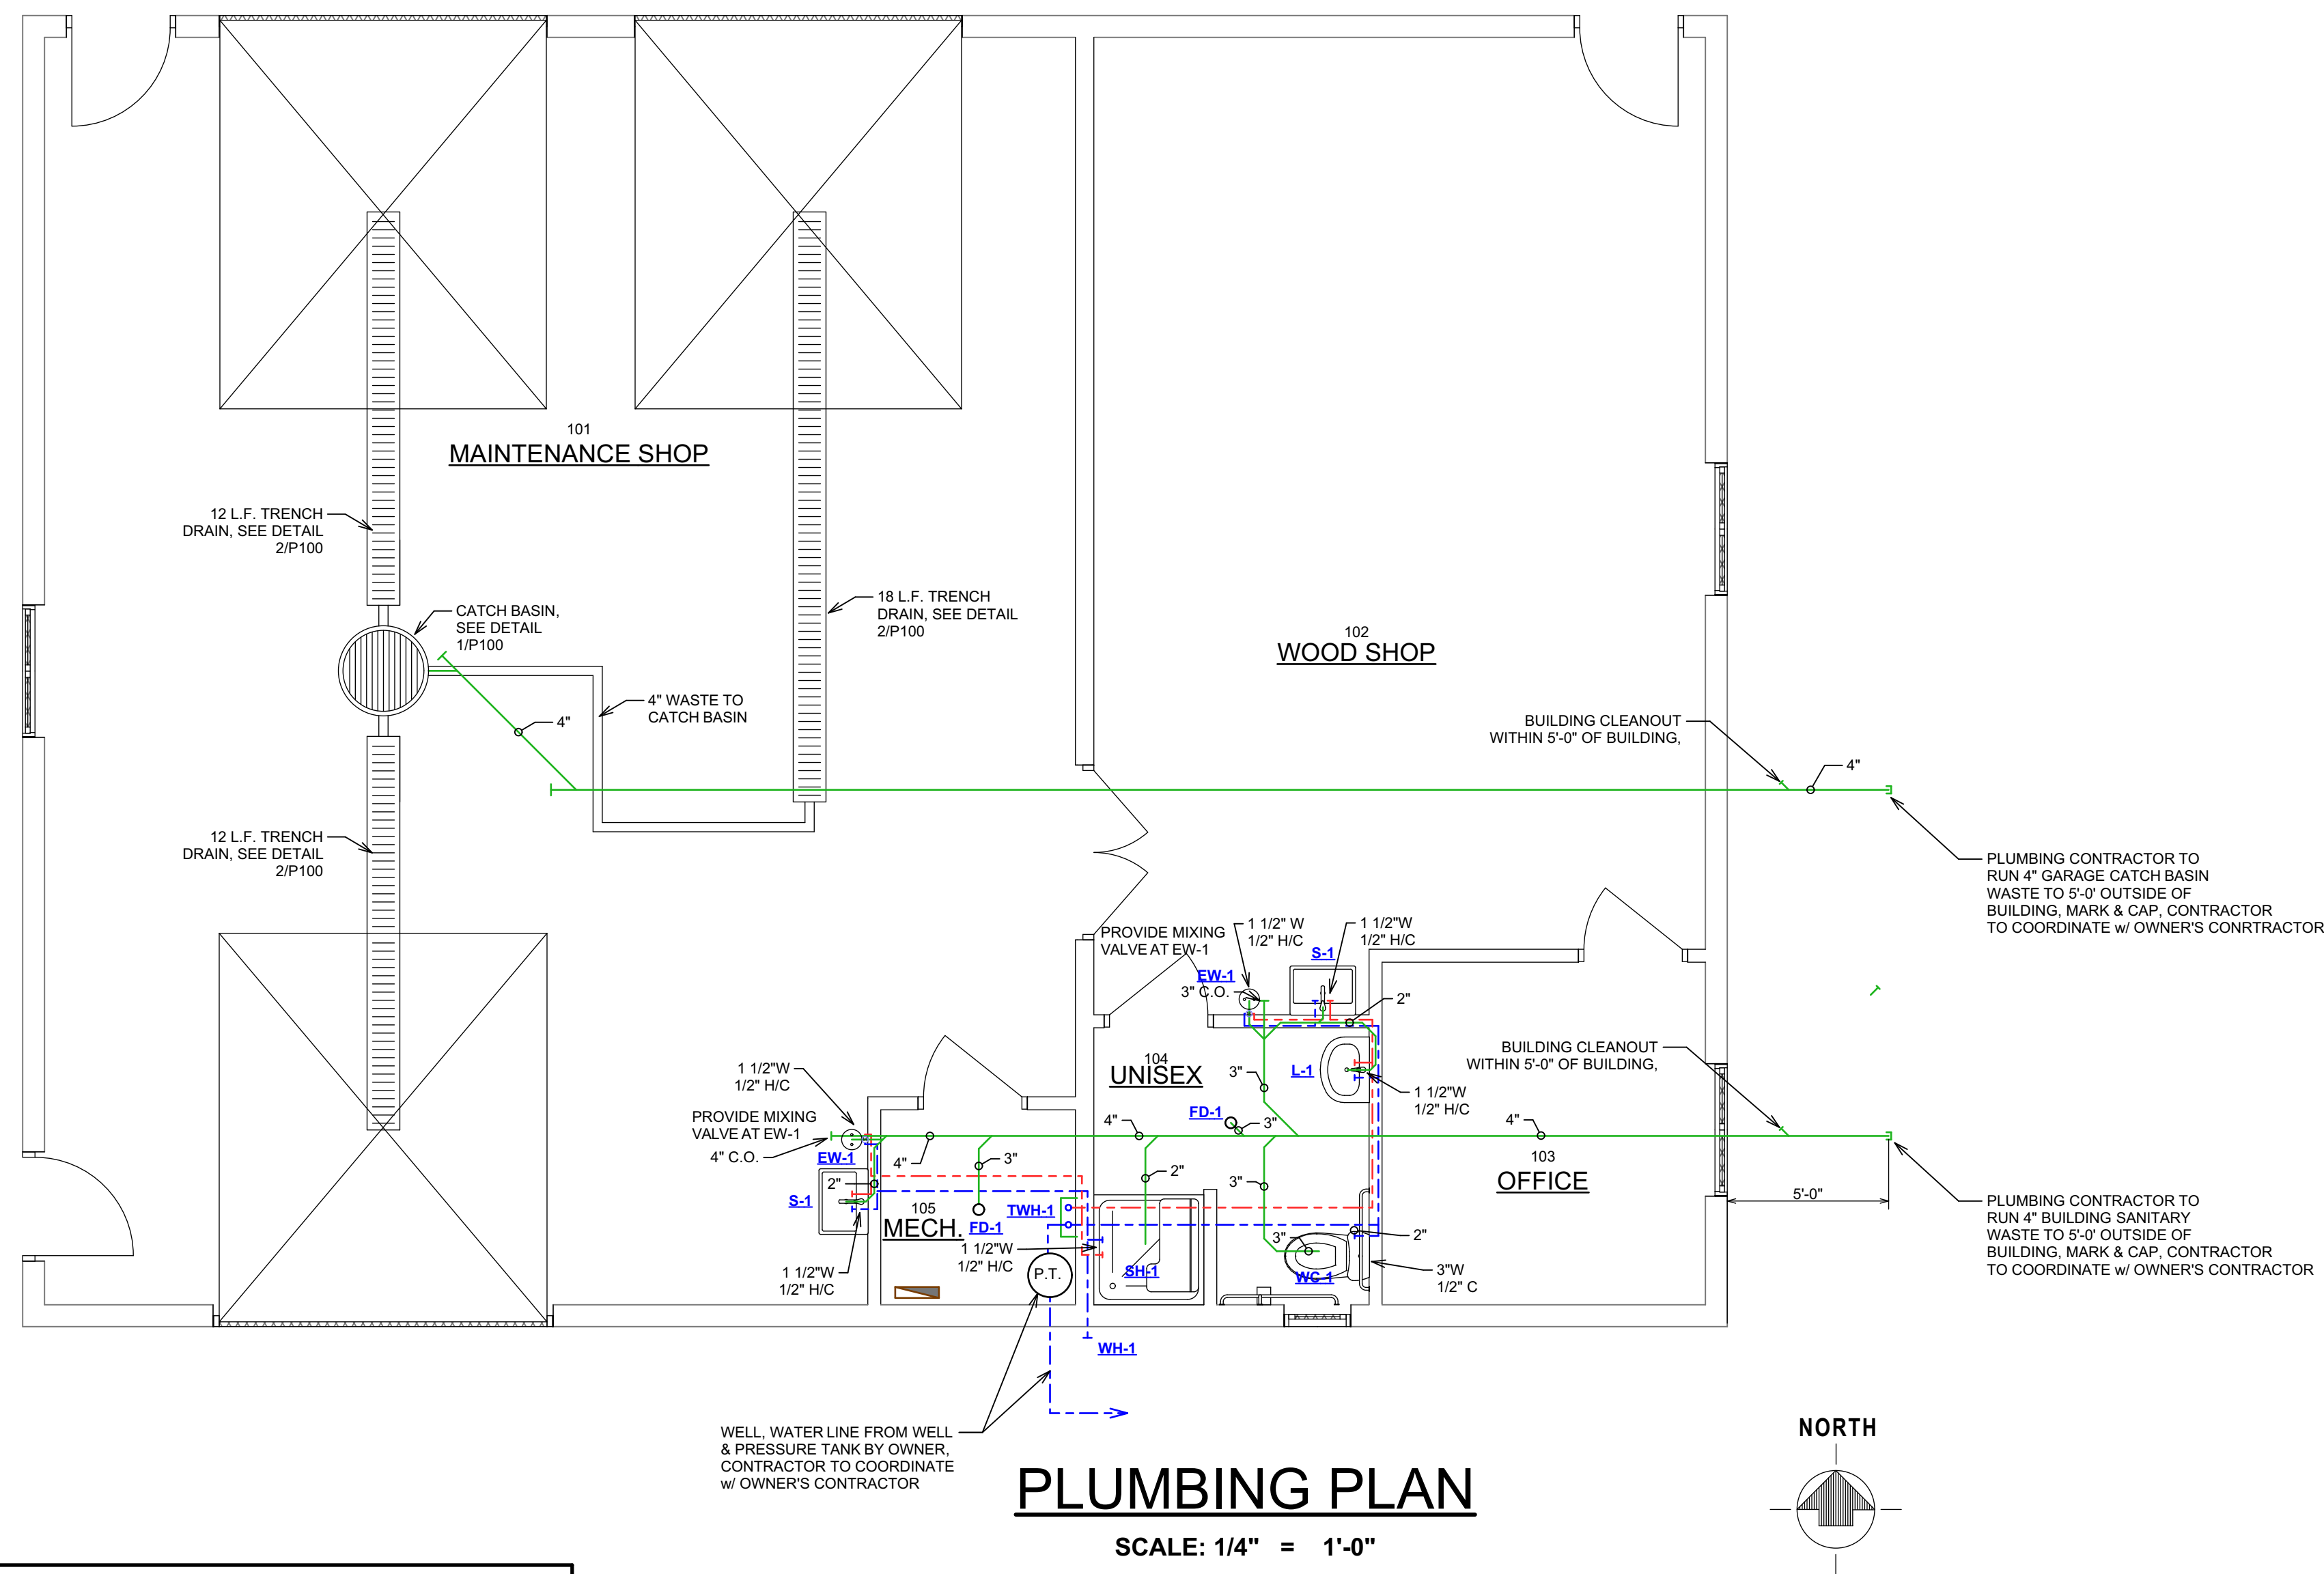 101
MAINTENANCE SHOP
12 L.F. TRENCH
DRAIN, SEE DETAIL
2/P100
CATCH BASIN,
SEE DETAIL
1/P100
18 L.F. TRENCH
DRAIN, SEE DETAIL
2/P100
102
WOOD SHOP
4" WASTE TO
CATCH BASIN
4"
BUILDING CLEANOUT
WITHIN 5'-0" OF BUILDING,
4"
12 L.F. TRENCH
DRAIN, SEE DETAIL
2/P100
PLUMBING CONTRACTOR TO
RUN 4" GARAGE CATCH BASIN
WASTE TO 5'-0' OUTSIDE OF
BUILDING, MARK & CAP, CONTRACTOR
TO COORDINATE w/ OWNER'S CONRTRACTOR
PROVIDE MIXING
VALVE AT EW-1
1 1/2" W
1/2" H/C
1 1/2"W
1/2" H/C
S-1
EW-1
3" C.O.
2"
104
UNISEX
3"
L-1
1 1/2"W
1/2" H/C
BUILDING CLEANOUT
WITHIN 5'-0" OF BUILDING,
1 1/2"W
1/2" H/C
PROVIDE MIXING
VALVE AT EW-1
4" C.O.
EW-1
4"
3"
4"
FD-1
3"
4"
103
OFFICE
2"
S-1
2"
3"
5'-0"
105
MECH.
FD-1
TWH-1
1 1/2"W
1/2" H/C
SH-1
3"
WC-1
2"
3"W
1/2" C
1 1/2"W
1/2" H/C
P.T.
PLUMBING CONTRACTOR TO
RUN 4" BUILDING SANITARY
WASTE TO 5'-0' OUTSIDE OF
BUILDING, MARK & CAP, CONTRACTOR
TO COORDINATE w/ OWNER'S CONTRACTOR
WH-1
WELL, WATER LINE FROM WELL
& PRESSURE TANK BY OWNER,
CONTRACTOR TO COORDINATE
w/ OWNER'S CONTRACTOR
PLUMBING PLAN
SCALE: 1/4" = 1'-0"
NORTH